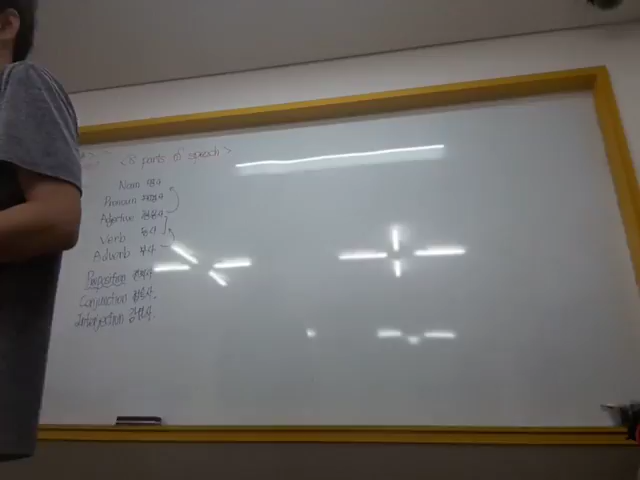 <8 parts of speech>
Noun 명사
Pronoun 대명사
Adjective 형용사
Verb 동사
Adverb 부사
Preposition 전치사
Conjunction 접속사
Interjection 감탄사